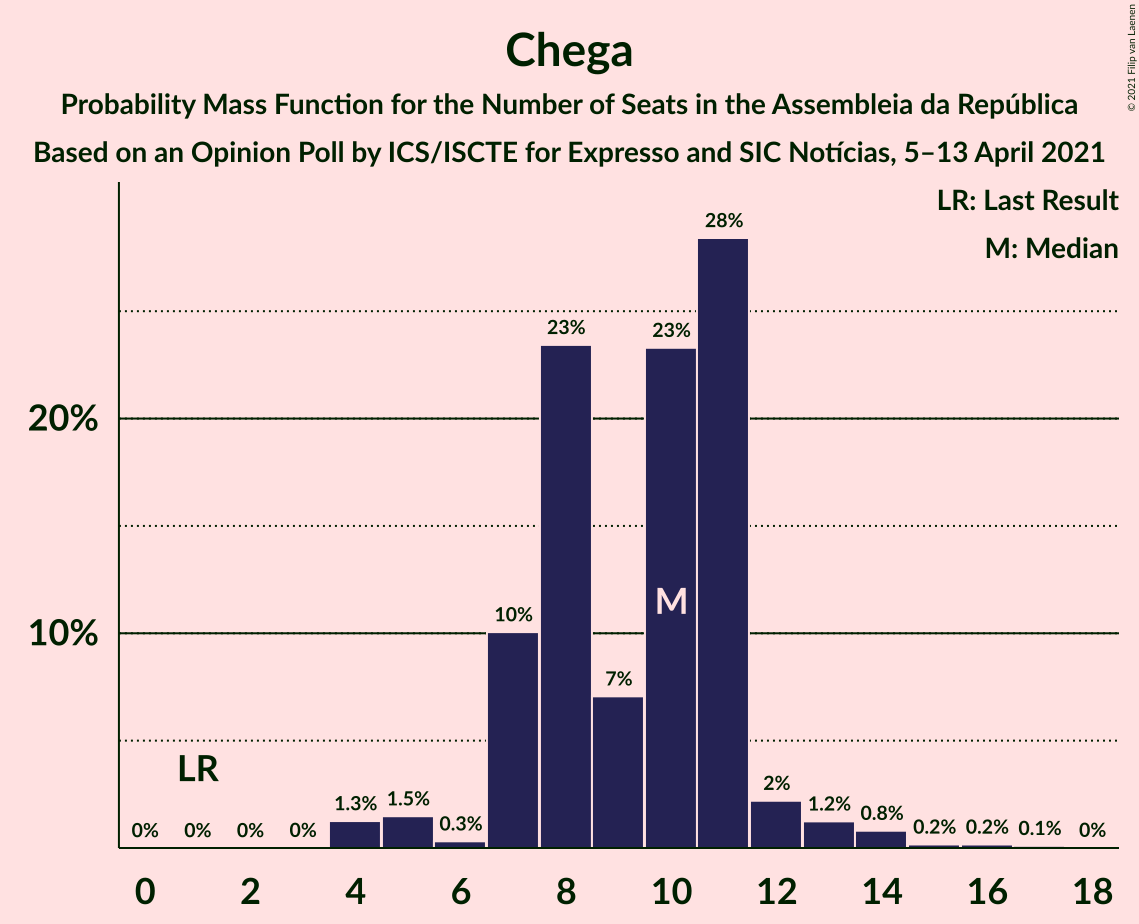 Chega
Probability Mass Function for the Number of Seats in the Assembleia da República
Based on an Opinion Poll by ICS/ISCTE for Expresso and SIC Notícias, 5–13 April 2021
© 2021 Filip van Laenen
LR: Last Result
M: Median
20%
10%
0%
0%
0%
0%
1.3%
1.5%
0.3%
10%
23%
7%
23%
28%
2%
1.2%
0.8%
0.2%
0.2%
0.1%
0%
LR
M
0 2 4 6 8 10 12 14 16 18